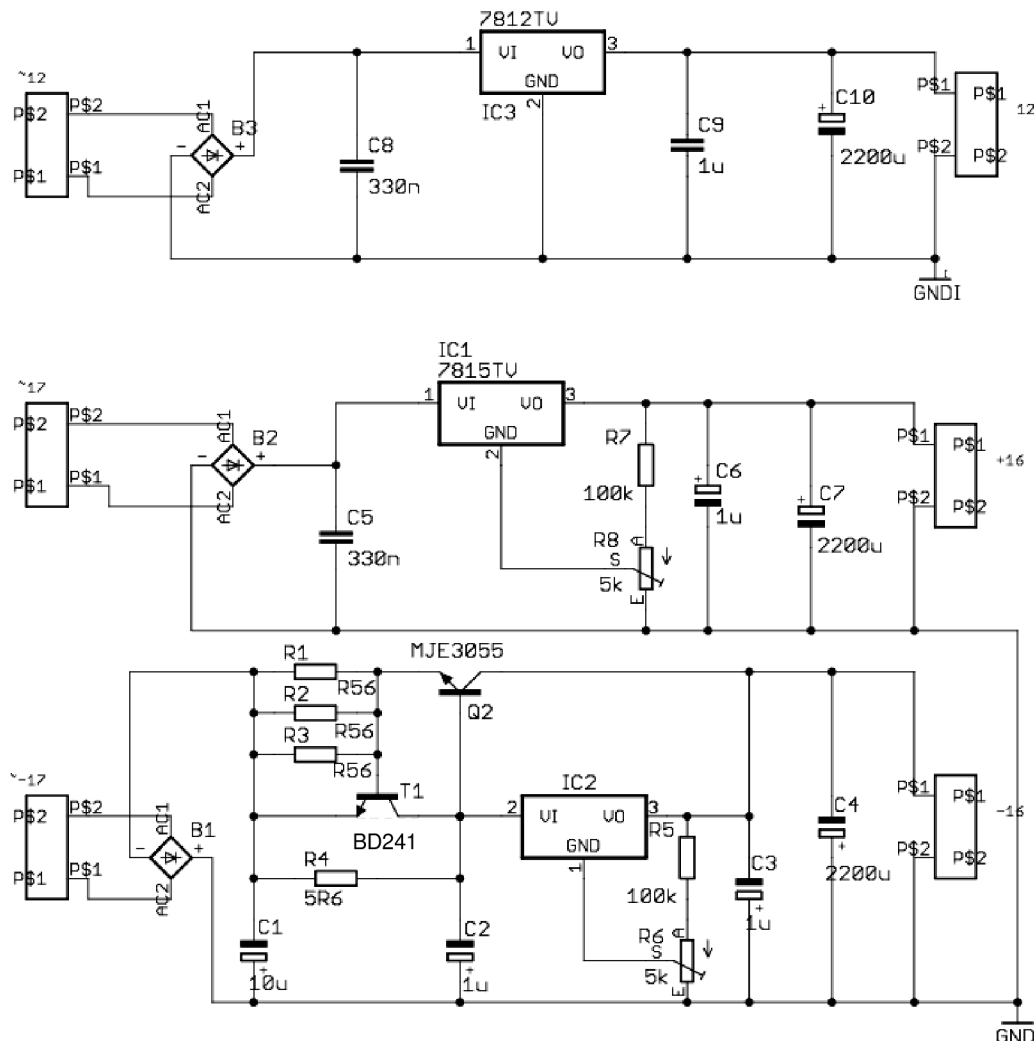 7812TV
1 VI VO 3
GND
2
IC3
~12
P$2 P$2
P$1 P$1
AC1
AC2
- +
B3
C8
330n
C9
1u
C10
+
2200u
P$1 P$1
P$2 P$2
12
GNDI
IC1
7815TV
1 VI VO 3
GND
2
~17
P$2 P$2
P$1 P$1
AC1
AC2
- +
B2
C5
330n
R7
100k
R8 A
S
5k
E
C6
+
1u
C7
+
2200u
P$1 P$1
P$2 P$2
+16
R1
R56
R2
R56
R3
R56
MJE3055
Q2
T1
BD241
IC2
2 VI VO 3
GND
1
~-17
P$2 P$2
P$1 P$1
AC1
AC2
- +
B1
R4
5R6
C1
+
10u
C2
+
1u
R5
100k
R6 A
S
5k
E
C3
+
1u
C4
+
2200u
P$1 P$1
P$2 P$2
-16
GND